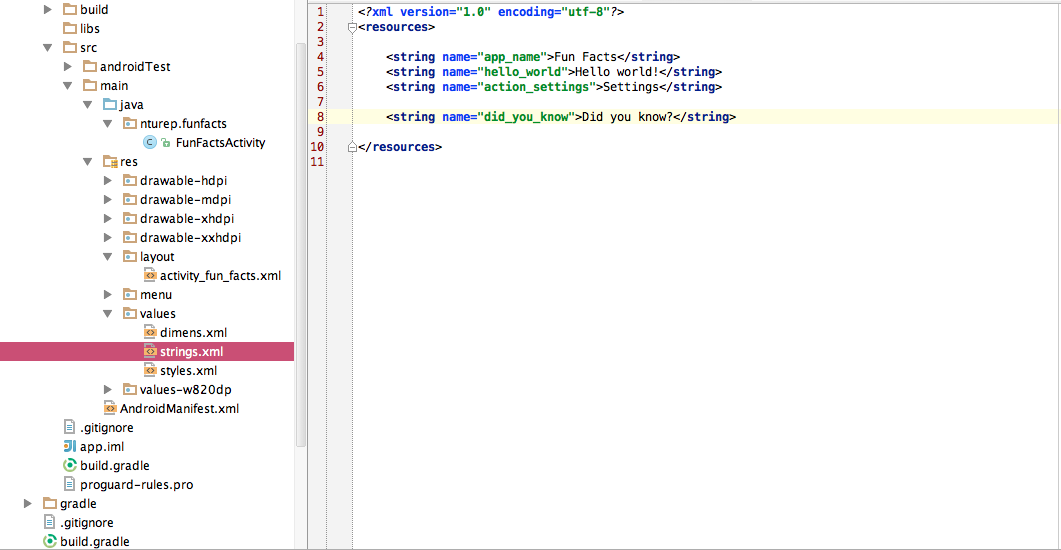 build
libs
src
androidTest
main
java
nturep.funfacts
C FunFactsActivity
res
drawable-hdpi
drawable-mdpi
drawable-xhdpi
drawable-xxhdpi
layout
activity_fun_facts.xml
menu
values
dimens.xml
strings.xml
styles.xml
values-w820dp
AndroidManifest.xml
.gitignore
app.iml
build.gradle
proguard-rules.pro
gradle
.gitignore
build.gradle
1 <?xml version="1.0" encoding="utf-8"?>
2 <resources>
3
4 <string name="app_name">Fun Facts</string>
5 <string name="hello_world">Hello world!</string>
6 <string name="action_settings">Settings</string>
7
8 <string name="did_you_know">Did you know?</string>
9
10 </resources>
11